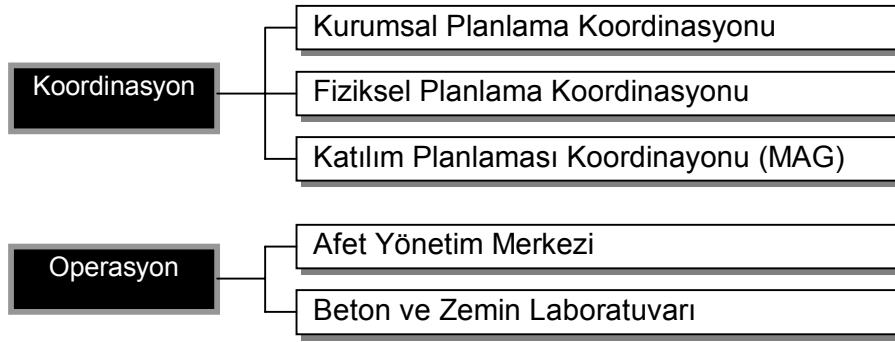 Koordinasyon
Kurumsal Planlama Koordinasyonu
Fiziksel Planlama Koordinasyonu
Katılım Planlaması Koordinayonu (MAG)
Operasyon
Afet Yönetim Merkezi
Beton ve Zemin Laboratuvarı